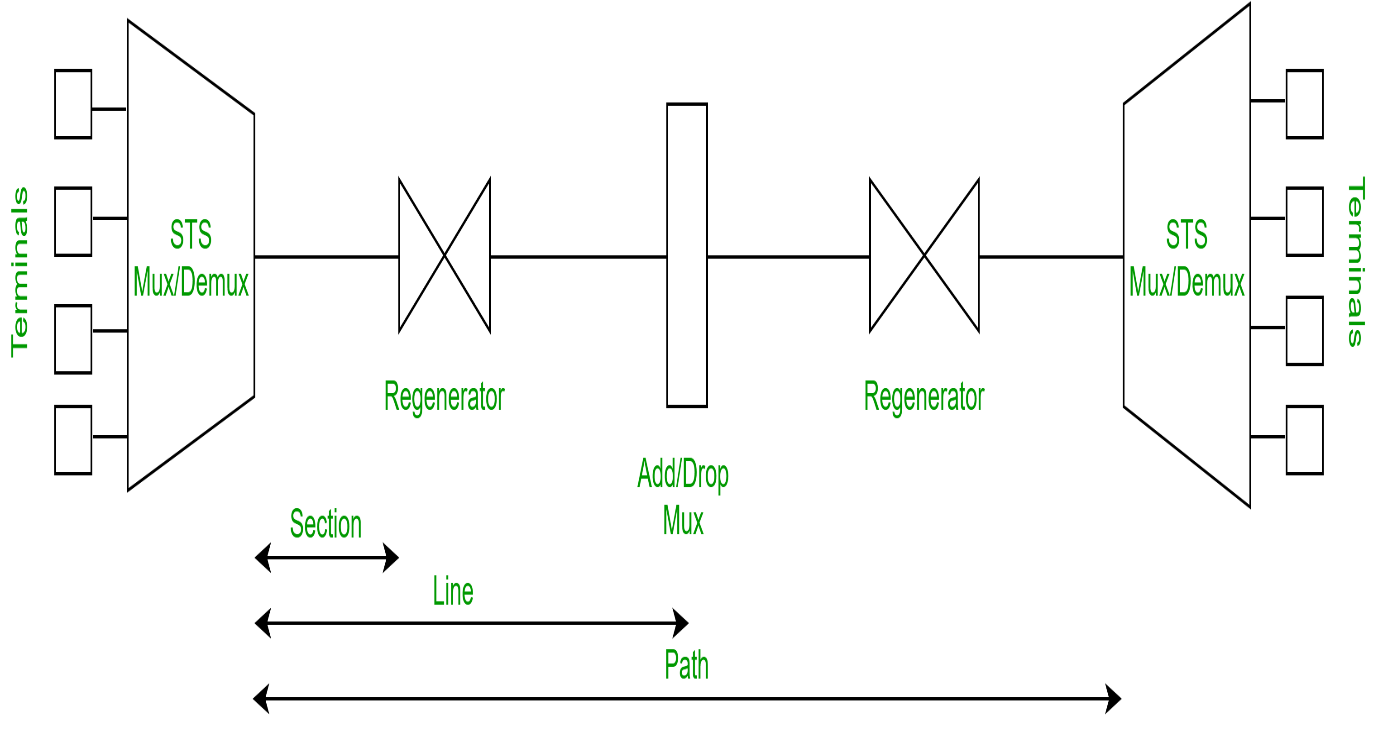 Terminals
STS
Mux/Demux
Regenerator
Add/Drop
Mux
Regenerator
STS
Mux/Demux
Terminals
Section
Line
Path